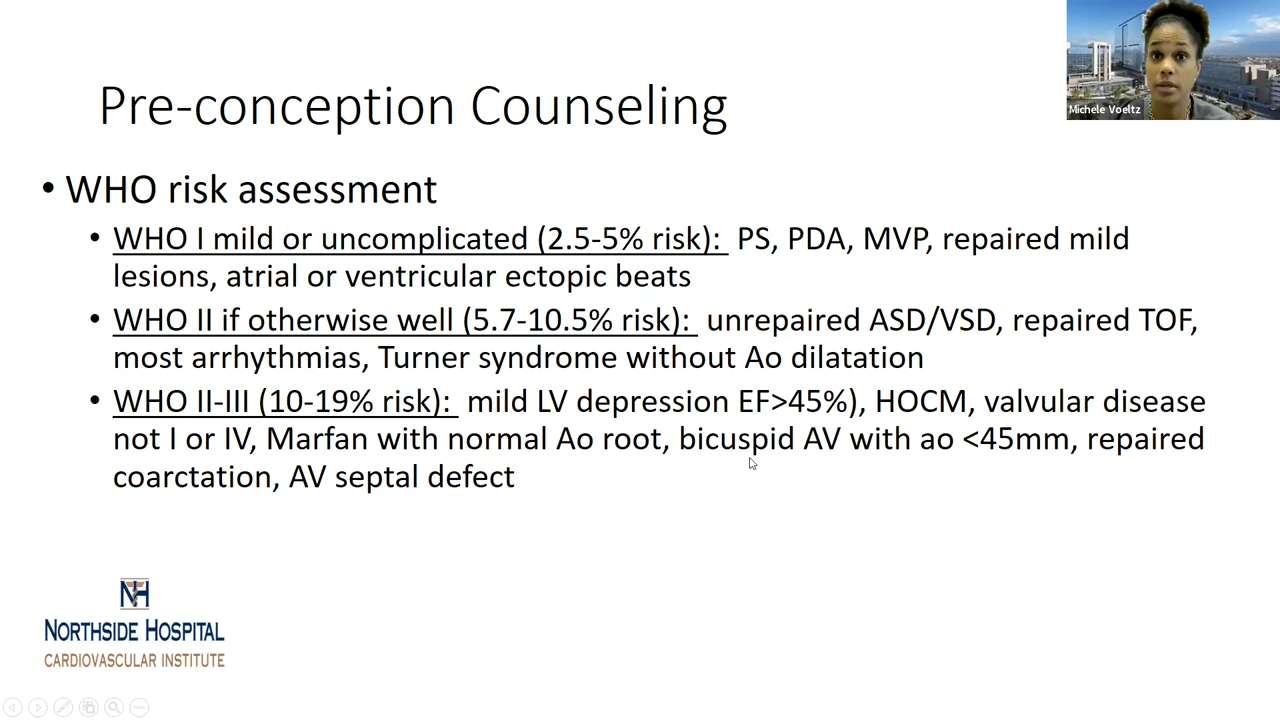 Michele Voeltz
Pre-conception Counseling
• WHO risk assessment
• WHO I mild or uncomplicated (2.5-5% risk): PS, PDA, MVP, repaired mild
lesions, atrial or ventricular ectopic beats
• WHO II if otherwise well (5.7-10.5% risk): unrepaired ASD/VSD, repaired TOF,
most arrhythmias, Turner syndrome without Ao dilatation
• WHO II-III (10-19% risk): mild LV depression EF>45%), HOCM, valvular disease
not I or IV, Marfan with normal Ao root, bicuspid AV with ao <45mm, repaired
coarctation, AV septal defect
NH
NORTHSIDE HOSPITAL
CARDIOVASCULAR INSTITUTE